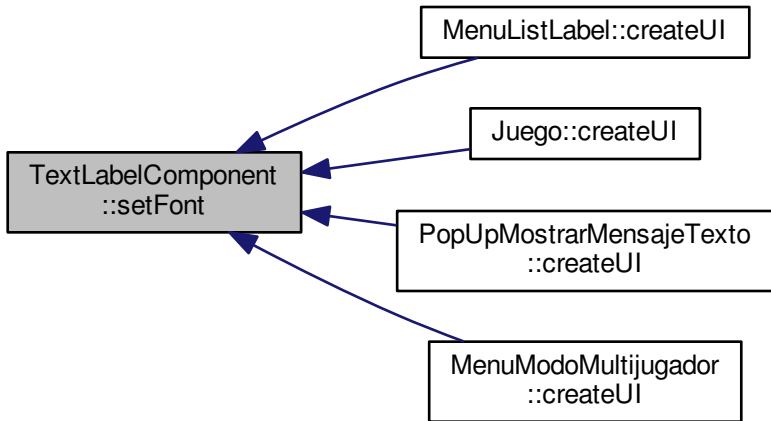 MenuListLabel::createUI
Juego::createUI
TextLabelComponent
::setFont
PopUpMostrarMensajeTexto
::createUI
MenuModoMultijugador
::createUI